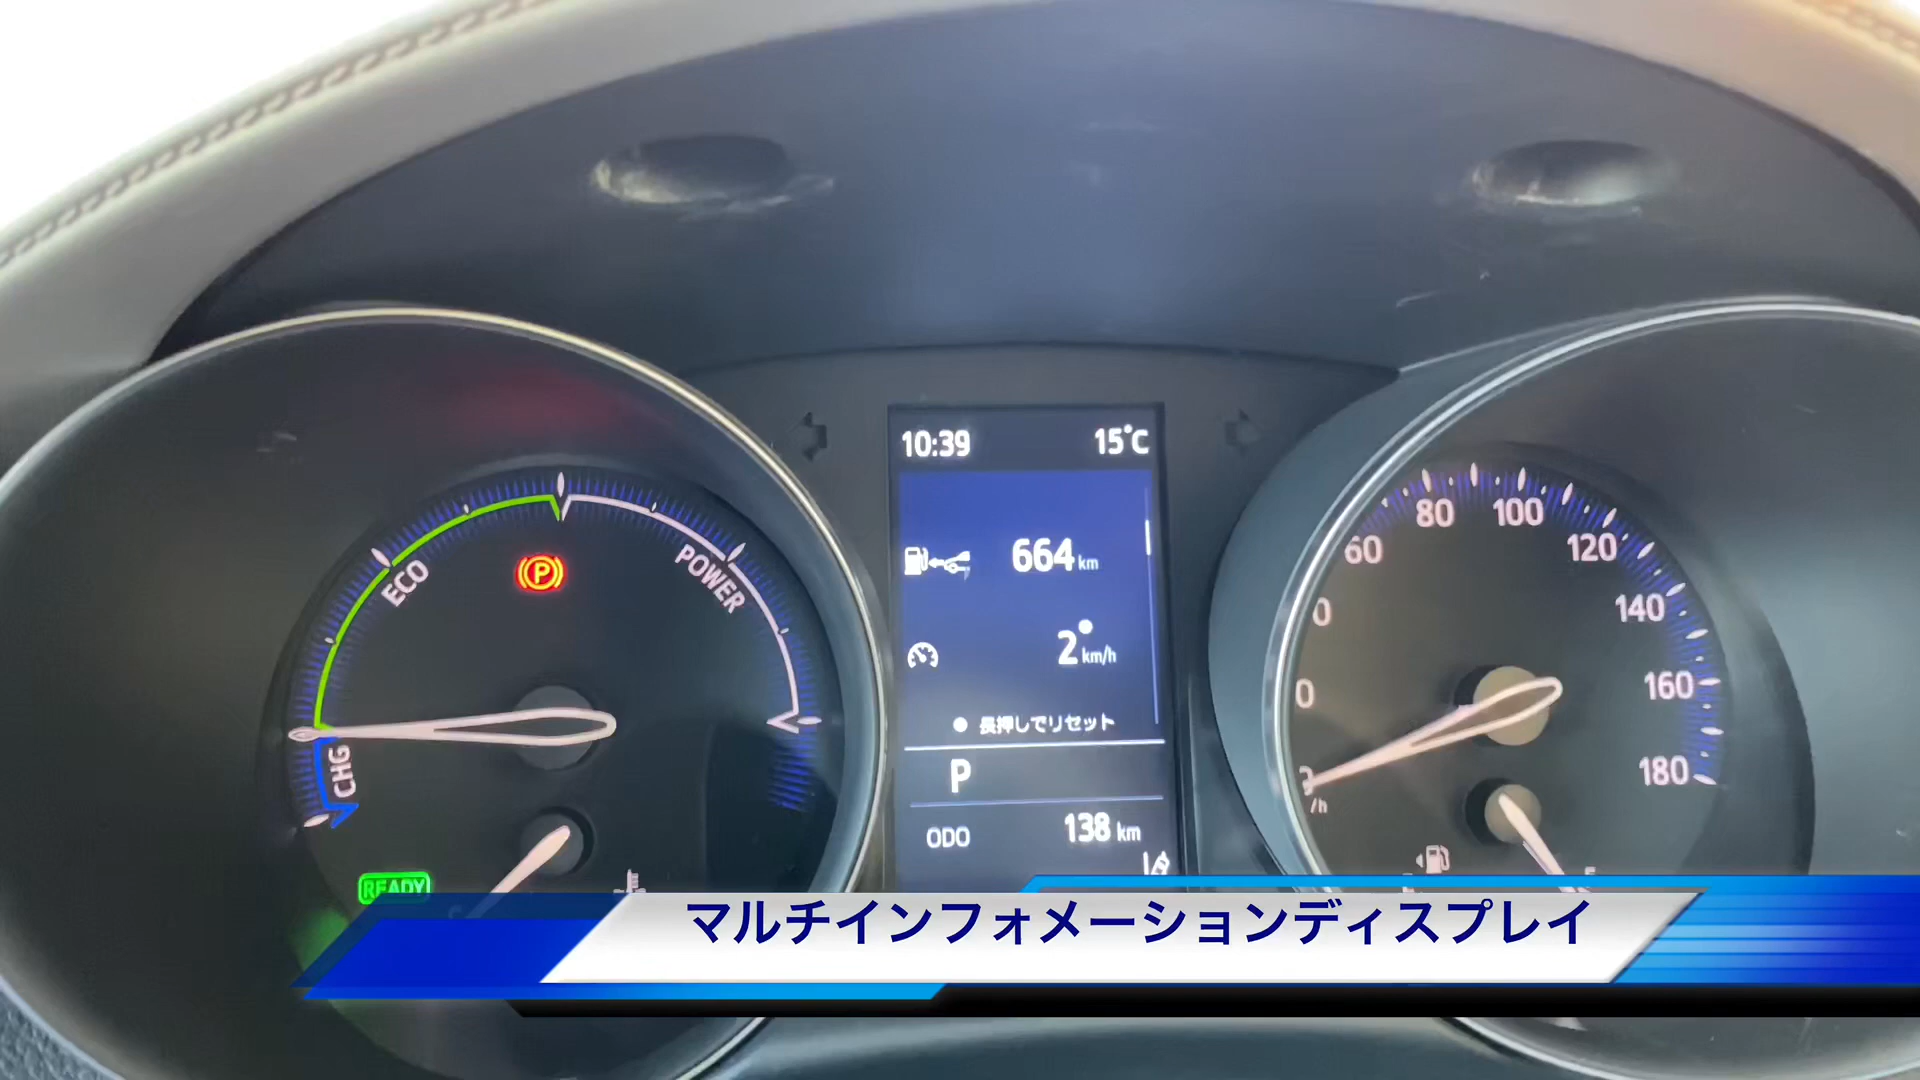 10:39 15°C
664 km
2 km/h
● 長押しでリセット
P
ODO 138 km
ECO
POWER
CHG
(P)
READY
60
80
100
120
140
160
180
マルチインフォメーションディスプレイ